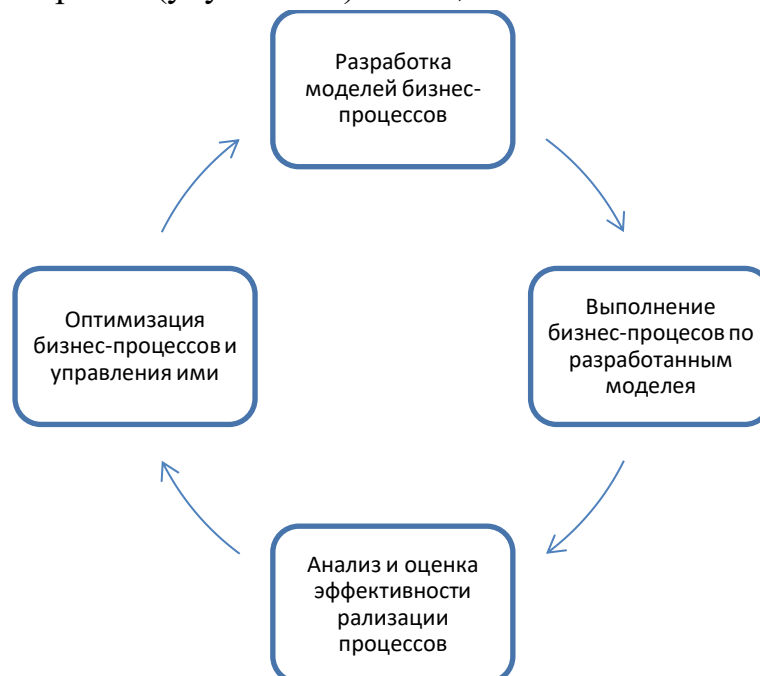 Разработка
моделей бизнес-
процессов
Оптимизация
бизнес-процессов и
управления ими
Выполнение
бизнес-процесов по
разработанным
моделея
Анализ и оценка
эффективности
рализации
процессов